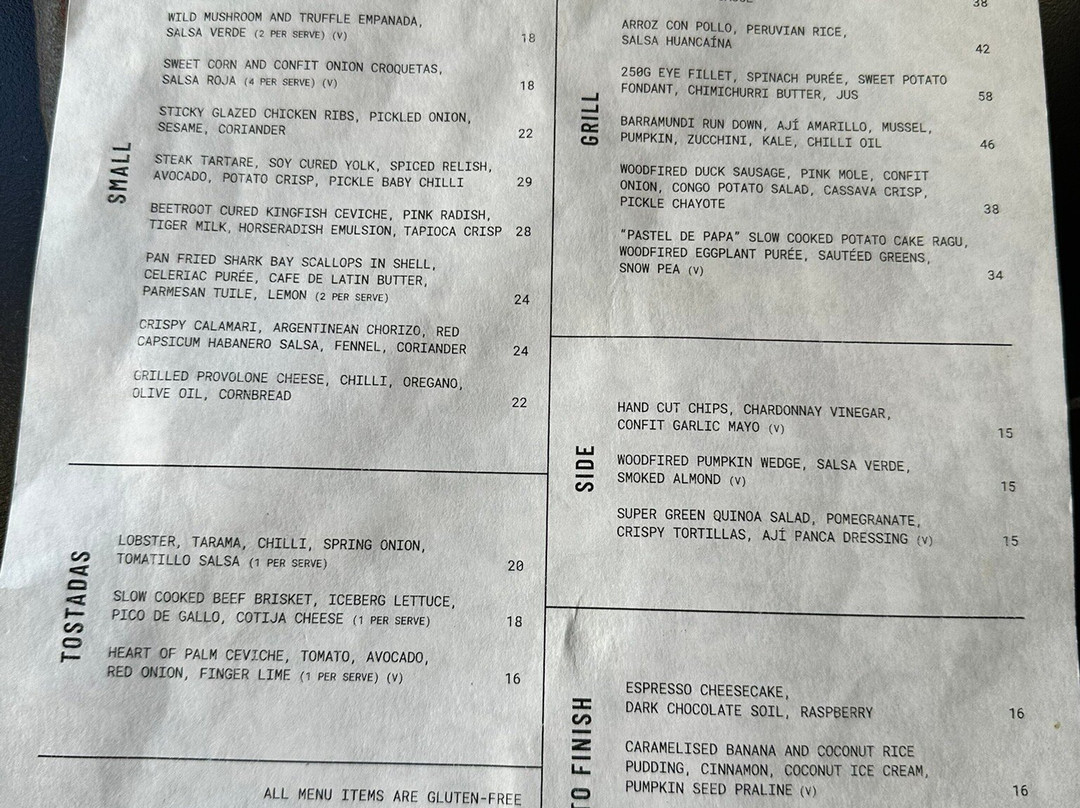 SMALL
WILD MUSHROOM AND TRUFFLE EMPANADA,
SALSA VERDE (2 PER SERVE) (V) 18
SWEET CORN AND CONFIT ONION CROQUETAS,
SALSA ROJA (4 PER SERVE) (V) 18
STICKY GLAZED CHICKEN RIBS, PICKLED ONION,
SESAME, CORIANDER 22
STEAK TARTARE, SOY CURED YOLK, SPICED RELISH,
AVOCADO, POTATO CRISP, PICKLE BABY CHILLI 29
BEETROOT CURED KINGFISH CEVICHE, PINK RADISH,
TIGER MILK, HORSERADISH EMULSION, TAPIOCA CRISP 28
PAN FRIED SHARK BAY SCALLOPS IN SHELL,
CELERIAC PURÉE, CAFE DE LATIN BUTTER,
PARMESAN TUILE, LEMON (2 PER SERVE) 24
CRISPY CALAMARI, ARGENTINEAN CHORIZO, RED
CAPSICUM HABANERO SALSA, FENNEL, CORIANDER 24
GRILLED PROVOLONE CHEESE, CHILLI, OREGANO,
OLIVE OIL, CORNBREAD 22
TOSTADAS
LOBSTER, TARAMA, CHILLI, SPRING ONION,
TOMATILLO SALSA (1 PER SERVE) 20
SLOW COOKED BEEF BRISKET, ICEBERG LETTUCE,
PICO DE GALLO, COTIJA CHEESE (1 PER SERVE) 18
HEART OF PALM CEVICHE, TOMATO, AVOCADO,
RED ONION, FINGER LIME (1 PER SERVE) (V) 16
ALL MENU ITEMS ARE GLUTEN-FREE
GRILL
38
ARROZ CON POLLO, PERUVIAN RICE,
SALSA HUANCAÍNA 42
250G EYE FILLET, SPINACH PURÉE, SWEET POTATO
FONDANT, CHIMICHURRI BUTTER, JUS 58
BARRAMUNDI RUN DOWN, AJÍ AMARILLO, MUSSEL,
PUMPKIN, ZUCCHINI, KALE, CHILLI OIL 46
WOODFIRED DUCK SAUSAGE, PINK MOLE, CONFIT
ONION, CONGO POTATO SALAD, CASSAVA CRISP,
PICKLE CHAYOTE 38
"PASTEL DE PAPA" SLOW COOKED POTATO CAKE RAGU,
WOODFIRED EGGPLANT PURÉE, SAUTÉED GREENS,
SNOW PEA (V) 34
SIDE
HAND CUT CHIPS, CHARDONNAY VINEGAR,
CONFIT GARLIC MAYO (V) 15
WOODFIRED PUMPKIN WEDGE, SALSA VERDE,
SMOKED ALMOND (V) 15
SUPER GREEN QUINOA SALAD, POMEGRANATE,
CRISPY TORTILLAS, AJÍ PANCA DRESSING (V) 15
TO FINISH
ESPRESSO CHEESECAKE,
DARK CHOCOLATE SOIL, RASPBERRY 16
CARAMELISED BANANA AND COCONUT RICE
PUDDING, CINNAMON, COCONUT ICE CREAM,
PUMPKIN SEED PRALINE (V) 16